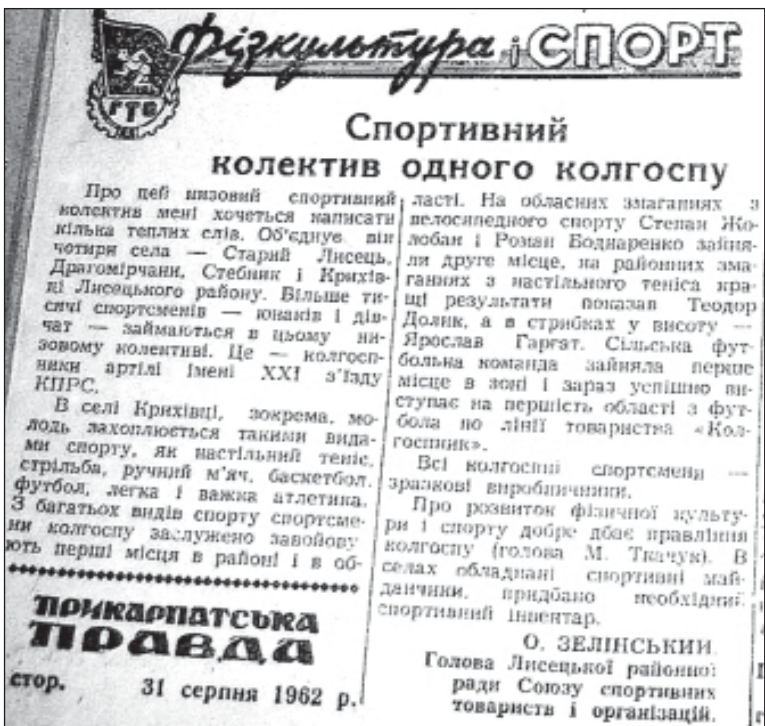 Фізкультура і СПОРТ
ГТО
Спортивний
колектив одного колгоспу
Про цей низовий спортивний
колектив мені хочеться написати
кілька теплих слів. Об'єднує він
чотири села — Старий Лисець,
Драгомирчани, Стебник і Крихів-
ці Лисецького району. Більше ти-
сячі спортсменів — юнаків і дів-
чат — займаються в цьому ни-
зовому колективі. Це — колгосп-
ники артілі імені XXI з'їзду
КПРС.
В селі Крихівці, зокрема, мо-
лодь захоплюється такими вида-
ми спорту, як настільний теніс,
стрільба, ручний м'яч, баскетбол,
футбол, легка і важка атлетика.
З багатьох видів спорту спортсме-
ни колгоспу заслужено завойову
ють перші місця в районі і в об-
ласті. На обласних змаганнях з
велосипедного спорту Степан Жо-
лобан і Роман Боднаренко зайня-
ли друге місце, на районних зма-
ганнях з настільного теніса кра-
щі результати показав Теодор
Долик, а в стрибках у висоту —
Ярослав Гаргат. Сільська фут-
больна команда зайняла перше
місце в зоні і зараз успішно ви-
ступає на першість області з фут-
бола по лінії товариства «Кол-
госпник».
Всі колгоспні спортсмени —
зразкові виробничники.
Про розвиток фізичної культу-
ри і спорту добре дбає правління
колгоспу (голова М. Ткачук). В
селах обладнані спортивні май-
данчики, придбано необхідний
спортивний інвентар.
О. ЗЕЛІНСЬКИЙ.
Голова Лисецької районної
ради Союзу спортивних
товариств і організацій.
ПРИКАРПАТСЬКА
ПРАВДА
стор. 31 серпня 1962 р.